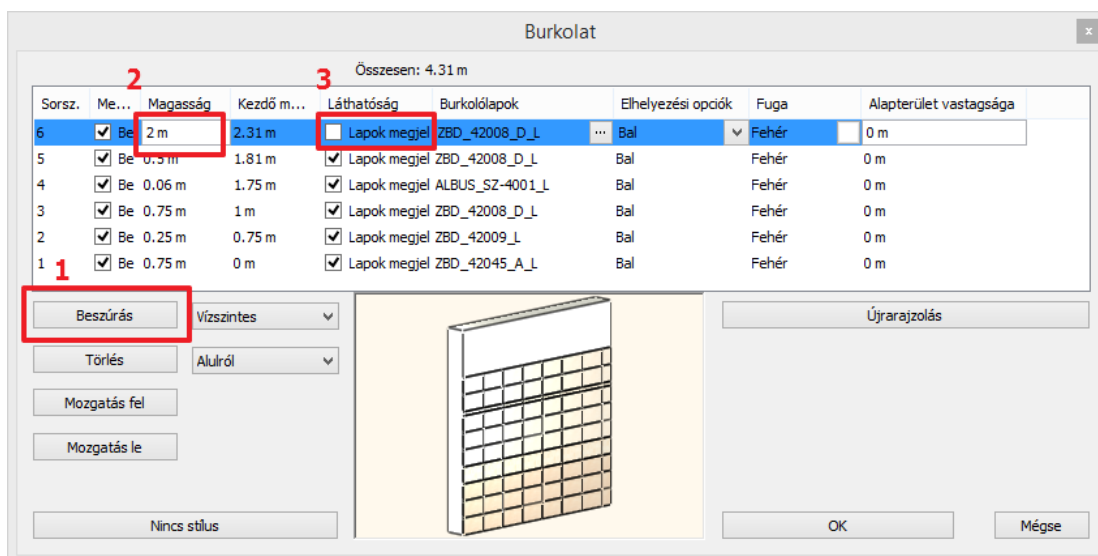 Burkolat
x
Összesen: 4.31 m
2 3
Sorsz. Me... Magasság Kezdő m... Láthatóság Burkolólapok Elhelyezési opciók Fuga Alapterület vastagsága
6 Be 2 m 2.31 m Lapok megjel ZBD_42008_D_L ... Bal Fehér 0 m
5 Be 0.5 m 1.81 m Lapok megjel ZBD_42008_D_L Bal Fehér 0 m
4 Be 0.06 m 1.75 m Lapok megjel ALBUS_SZ-4001_L Bal Fehér 0 m
3 Be 0.75 m 1 m Lapok megjel ZBD_42008_D_L Bal Fehér 0 m
2 Be 0.25 m 0.75 m Lapok megjel ZBD_42009_L Bal Fehér 0 m
1 Be 0.75 m 0 m Lapok megjel ZBD_42045_A_L Bal Fehér 0 m
1
Beszúrás Vízszintes Újrarajzolás
Törlés Alulról
Mozgatás fel
Mozgatás le
Nincs stílus OK Mégse